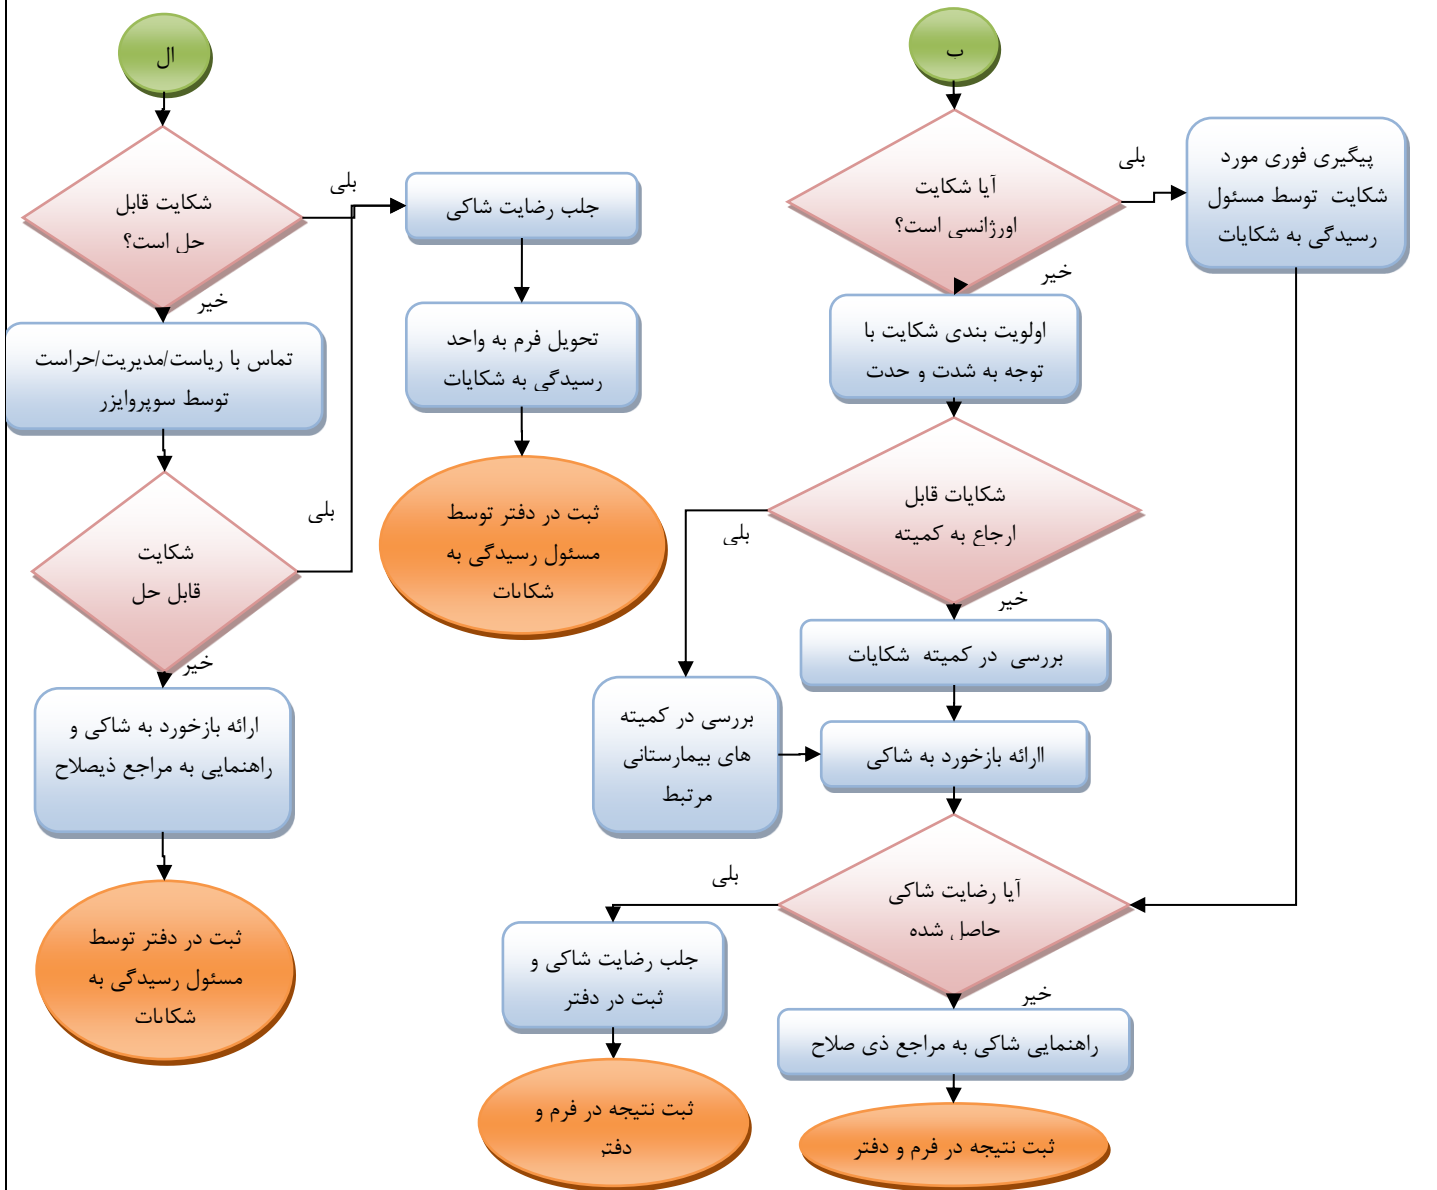 ال
شکایت قابل
حل است؟
بلی
خیر
جلب رضایت شاکی
تحویل فرم به واحد
رسیدگی به شکایات
ثبت در دفتر توسط
مسئول رسیدگی به
شکایات
تماس با ریاست/مدیریت/حراست
توسط سوپروایزر
شکایت
قابل حل
بلی
خیر
ارائه بازخورد به شاکی و
راهنمایی به مراجع ذیصلاح
ثبت در دفتر توسط
مسئول رسیدگی به
شکایات
ب
آیا شکایت
اورژانسی است؟
بلی
خیر
پیگیری فوری مورد
شکایت توسط مسئول
رسیدگی به شکایات
اولویت بندی شکایت با
توجه به شدت و حدت
شکایات قابل
ارجاع به کمیته
بلی
خیر
بررسی در کمیته شکایات
بررسی در کمیته
های بیمارستانی
مرتبط
اارائه بازخورد به شاکی
آیا رضایت شاکی
حاصل شده
بلی
خیر
جلب رضایت شاکی و
ثبت در دفتر
ثبت نتیجه در فرم و
دفتر
راهنمایی شاکی به مراجع ذی صلاح
ثبت نتیجه در فرم و دفتر